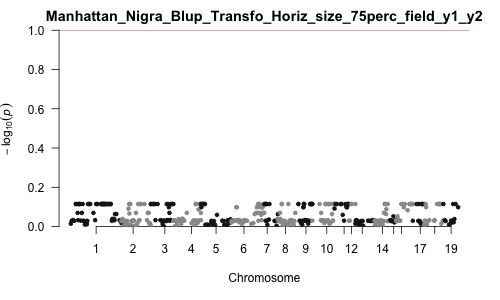 Manhattan_Nigra_Blup_Transfo_Horiz_size_75perc_field_y1_y2
1.0
0.8
0.6
0.4
0.2
0.0
− log10(p)
1 2 3 4 5 6 7 8 9 10 12 14 17 19
Chromosome